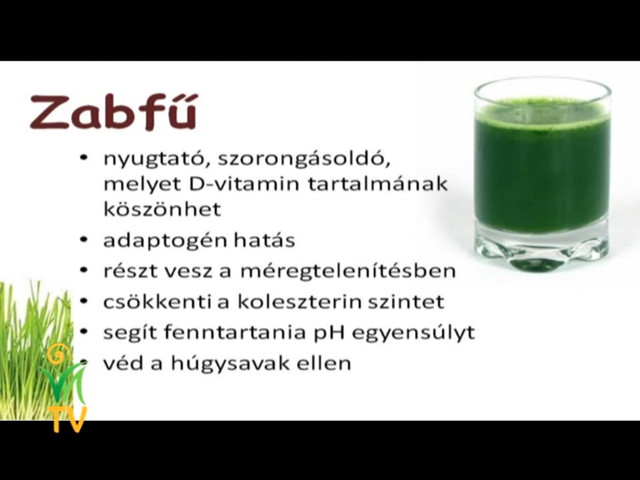 Zabfű
• nyugtató, szorongásoldó,
melyet D-vitamin tartalmának
köszönhet
• adaptogén hatás
• részt vesz a méregtelenítésben
• csökkenti a koleszterin szintet
• segít fenntartania pH egyensúlyt
• véd a húgysavak ellen
TV